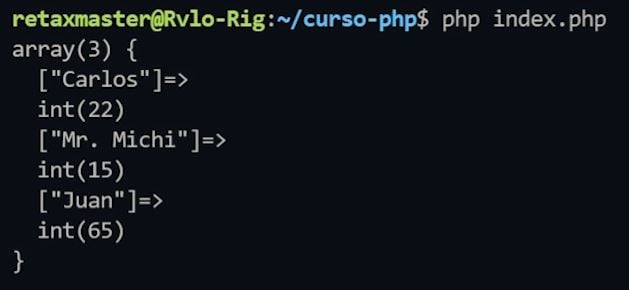 retaxmaster@Rvlo-Rig:~/curso-php$ php index.php
array(3) {
  ["Carlos"]=>
  int(22)
  ["Mr. Michi"]=>
  int(15)
  ["Juan"]=>
  int(65)
}